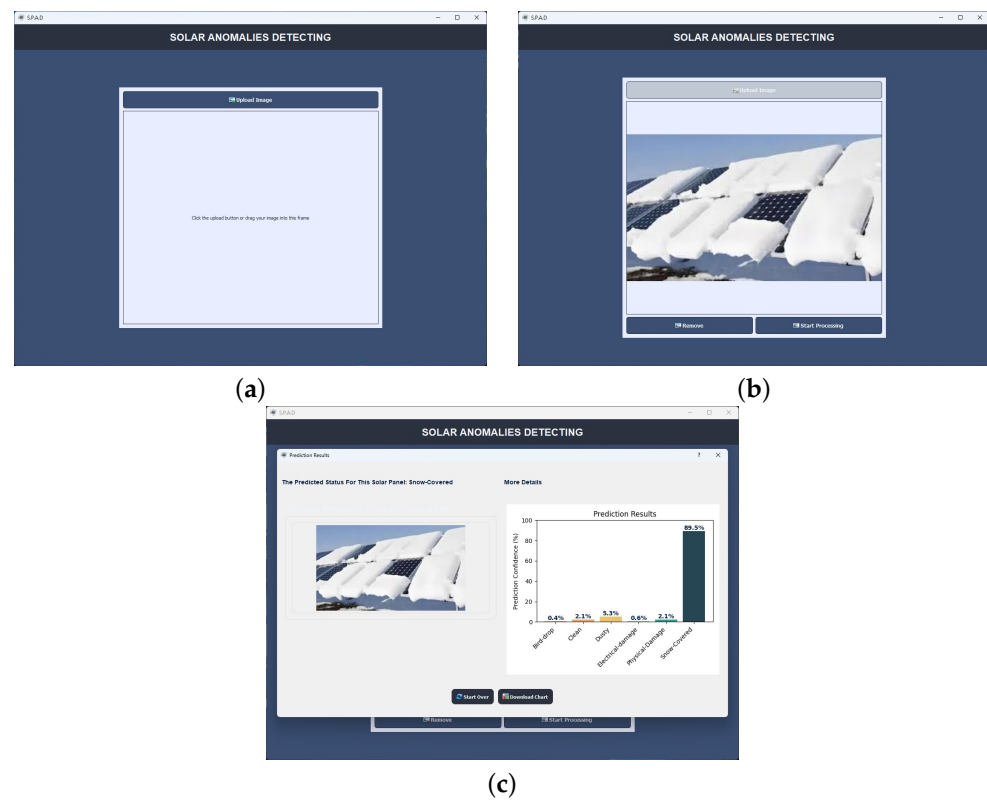 SPAD
SOLAR ANOMALIES DETECTING
Upload Image
Click the upload button or drag your image into this frame
(a)
SPAD
SOLAR ANOMALIES DETECTING
Upload Image
Remove
Start Processing
(b)
SPAD
SOLAR ANOMALIES DETECTING
Prediction Results
?
The Predicted Status For This Solar Panel: Snow-Covered
More Details
Prediction Results
Prediction Confidence (%)
100
80
60
40
20
0
0.4%
2.1%
5.3%
0.6%
2.1%
89.5%
Bird-drop
Clean
Dusty
Electrical-damage
Physical-Damage
Snow-Covered
Start Over
Download Chart
Remove
Start Processing
(c)